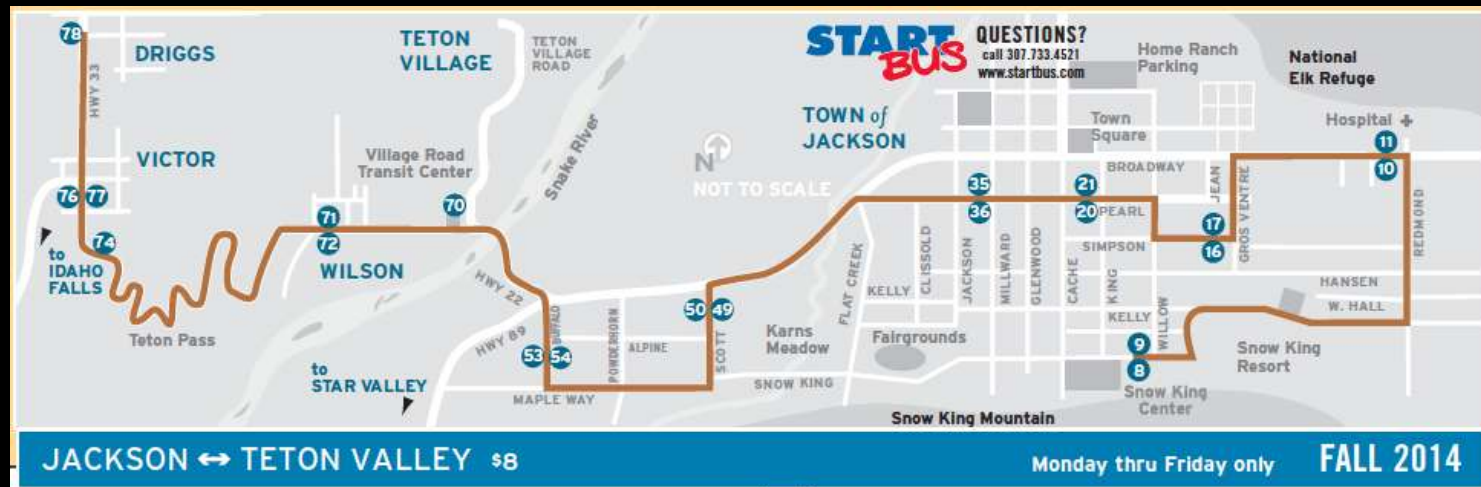 78
DRIGGS
HWY 33
VICTOR
76 77
74
to
IDAHO
FALLS
Teton Pass
TETON
VILLAGE
TETON
VILLAGE
ROAD
Village Road
Transit Center
70
71
72
WILSON
Snake River
HWY 22
HWY 89
to
STAR VALLEY
53 54
BUFFALO
MAPLE WAY
POWDERHORN
ALPINE
50 49
SCOTT
N
NOT TO SCALE
START
BUS
QUESTIONS?
call 307.733.4521
www.startbus.com
TOWN of
JACKSON
Home Ranch
Parking
National
Elk Refuge
Town
Square
Hospital +
11
10
BROADWAY
35
36
21
20
PEARL
JEAN
17
16
GROS VENTRE
REDMOND
SIMPSON
HANSEN
W. HALL
KELLY
FLAT CREEK
CLISSOLD
JACKSON
MILLWARD
GLENWOOD
CACHE
KING
KELLY
WILLOW
Karns
Meadow
Fairgrounds
SNOW KING
9
8
Snow King
Center
Snow King
Resort
Snow King Mountain
JACKSON ↔ TETON VALLEY $8
Monday thru Friday only FALL 2014